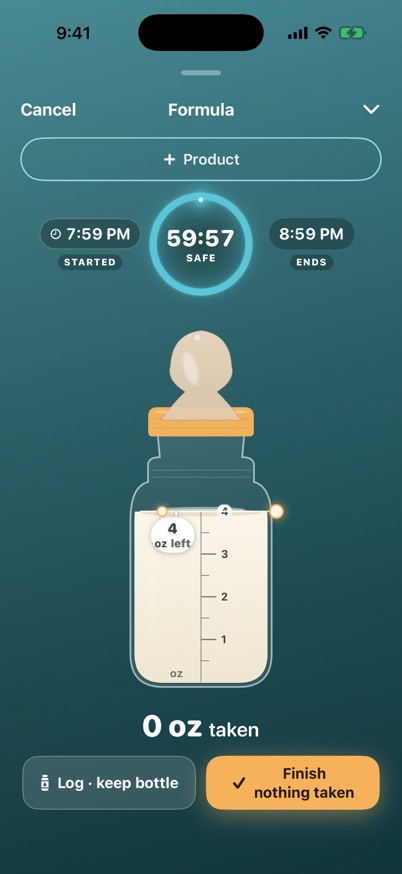 9:41
Cancel
Formula
+ Product
7:59 PM
STARTED
59:57
SAFE
8:59 PM
ENDS
4
4
oz left
3
2
1
oz
0 oz taken
Log · keep bottle
Finish
nothing taken